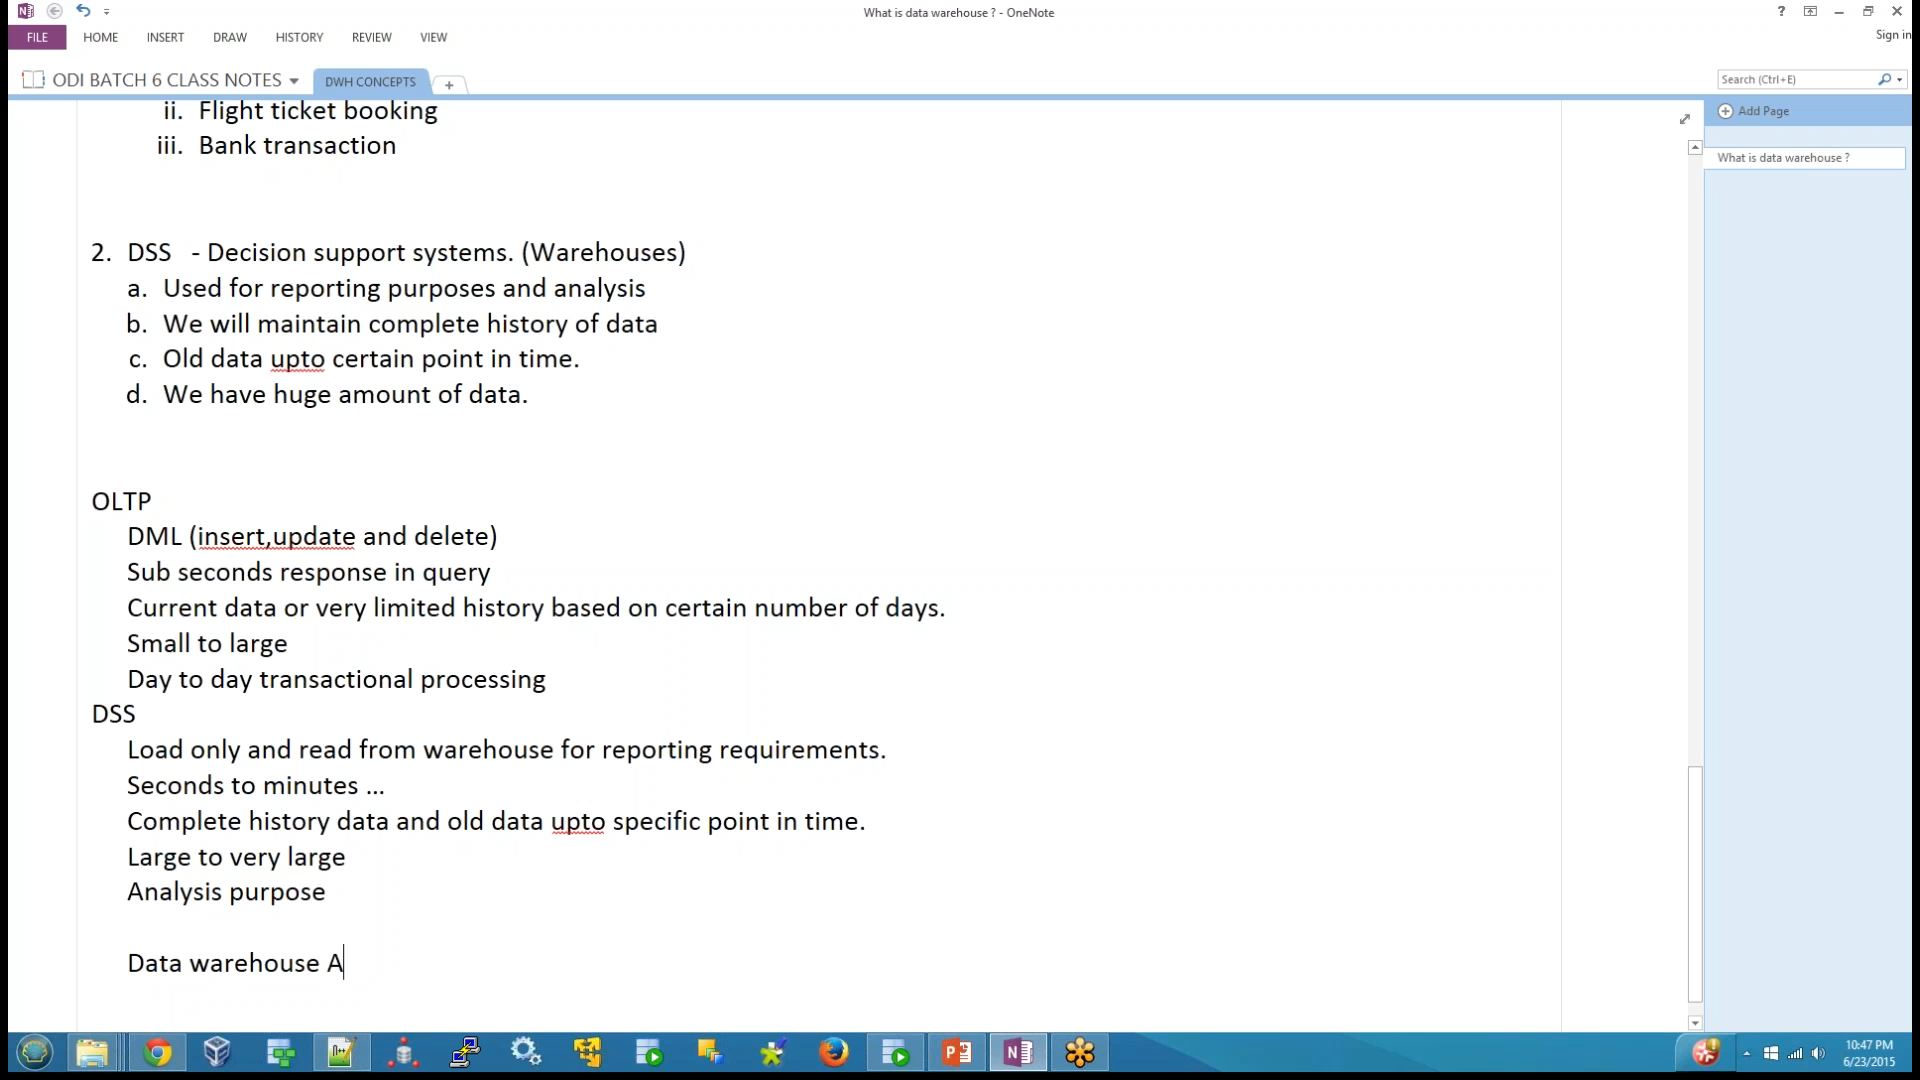 What is data warehouse ? - OneNote
?
FILE HOME INSERT DRAW HISTORY REVIEW VIEW
Sign in
ODI BATCH 6 CLASS NOTES DWH CONCEPTS +
Search (Ctrl+E)
Add Page
What is data warehouse ?
ii. Flight ticket booking
iii. Bank transaction
2. DSS - Decision support systems. (Warehouses)
a. Used for reporting purposes and analysis
b. We will maintain complete history of data
c. Old data upto certain point in time.
d. We have huge amount of data.
OLTP
DML (insert,update and delete)
Sub seconds response in query
Current data or very limited history based on certain number of days.
Small to large
Day to day transactional processing
DSS
Load only and read from warehouse for reporting requirements.
Seconds to minutes ...
Complete history data and old data upto specific point in time.
Large to very large
Analysis purpose
Data warehouse A
10:47 PM
6/23/2015